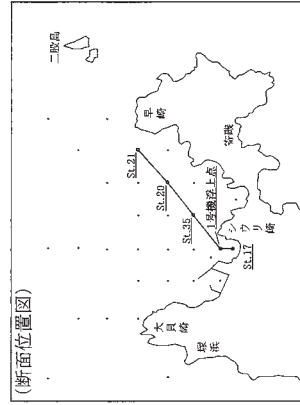 (断面位置図)
二股島
早崎
St.21
St.20
寄磯
St.35
1号機浮上点
シウリ崎
St.17
大貝崎
塚浜